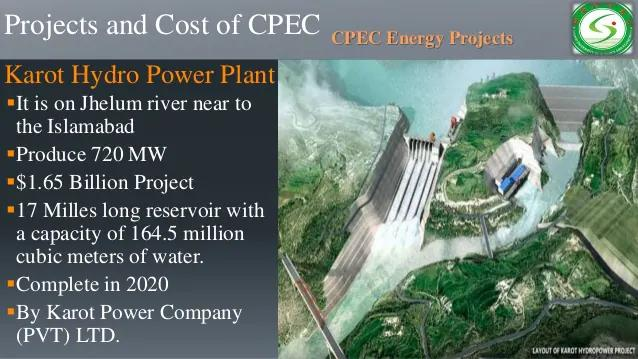 Projects and Cost of CPEC
CPEC Energy Projects
Karot Hydro Power Plant
▪It is on Jhelum river near to
the Islamabad
▪Produce 720 MW
▪$1.65 Billion Project
▪17 Milles long reservoir with
a capacity of 164.5 million
cubic meters of water.
▪Complete in 2020
▪By Karot Power Company
(PVT) LTD.
LAYOUT OF KAROT HYDROPOWER PROJECT